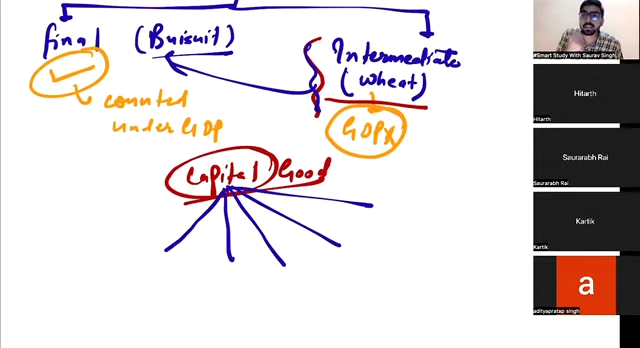 final (Buisuit)
Intermediate
(wheat)
counted
under GDP
GDPX
Capital Good
#Smart Study With Saurav Singh
Hitarth
Hitarth
Saurarabh Rai
Saurarabh Rai
Kartik
Kartik
a
adityapratap singh